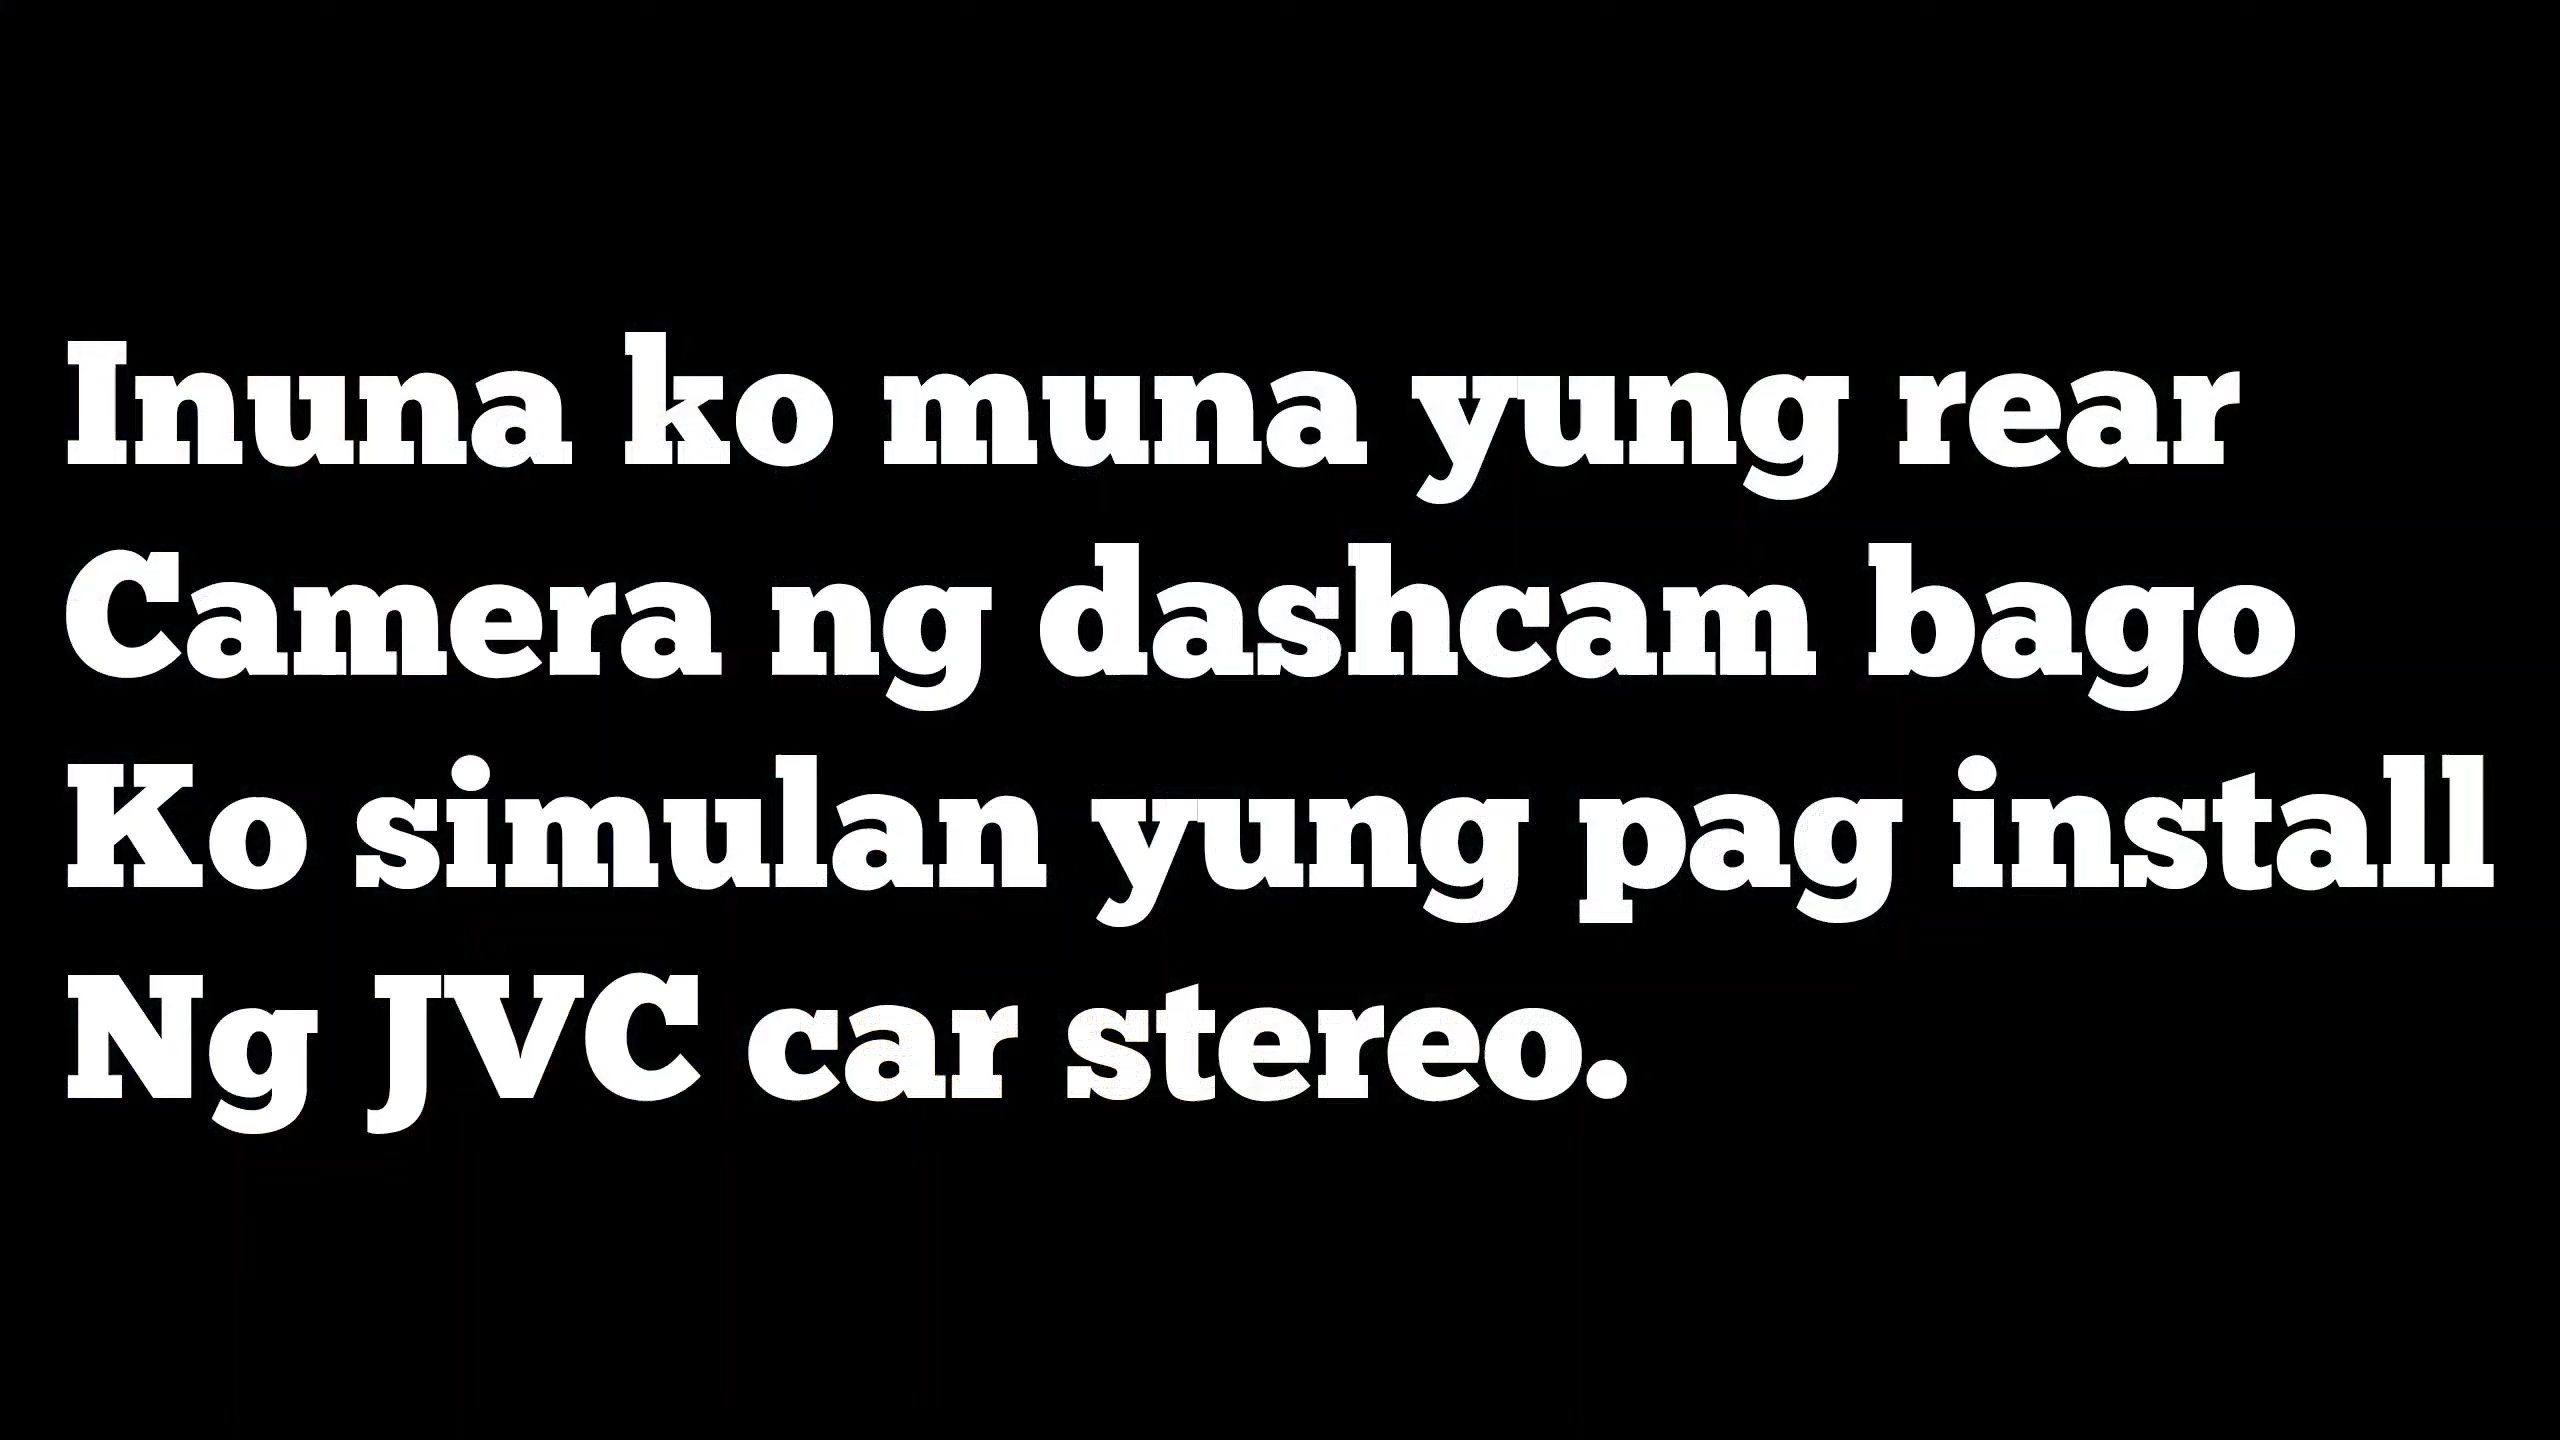 Inuna ko muna yung rear
Camera ng dashcam bago
Ko simulan yung pag install
Ng JVC car stereo.